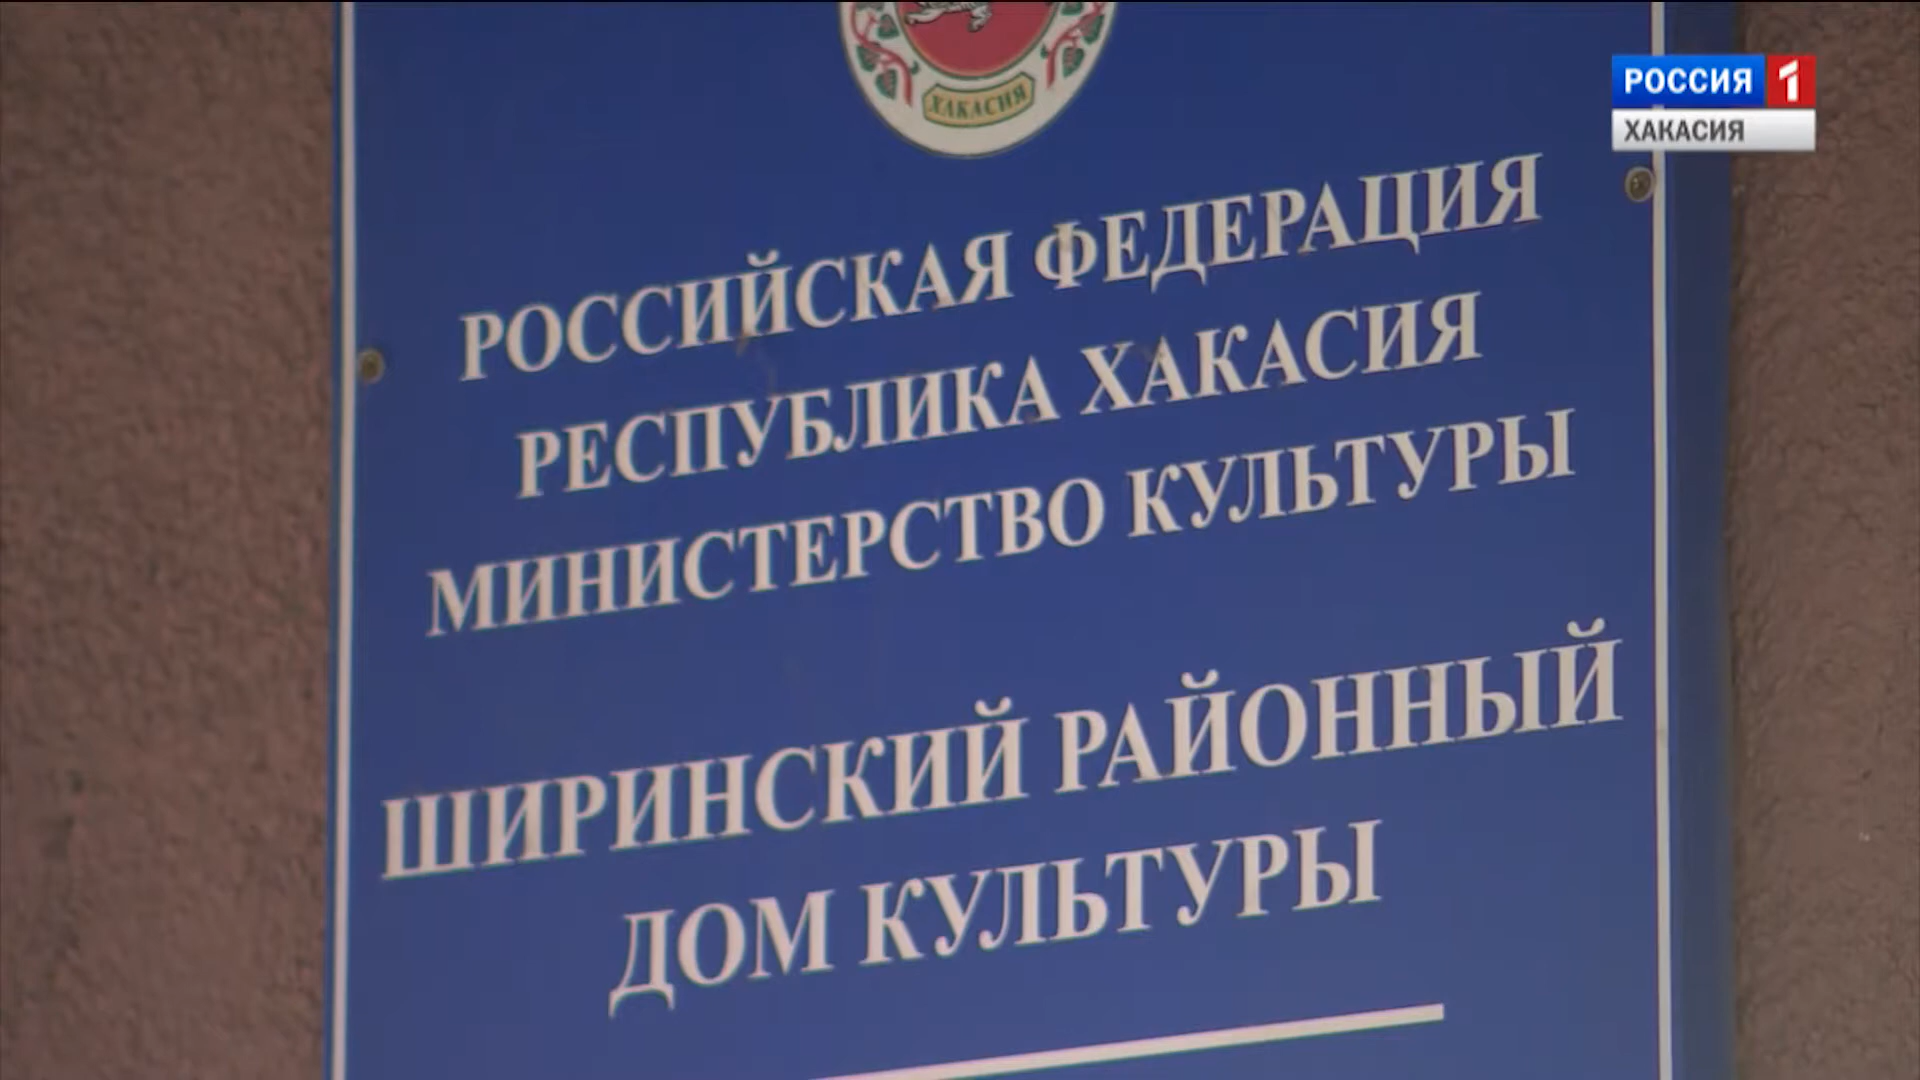 ХАКАСИЯ
РОССИЯ 1
ХАКАСИЯ
РОССИЙСКАЯ ФЕДЕРАЦИЯ
РЕСПУБЛИКА ХАКАСИЯ
МИНИСТЕРСТВО КУЛЬТУРЫ
ШИРИНСКИЙ РАЙОННЫЙ
ДОМ КУЛЬТУРЫ